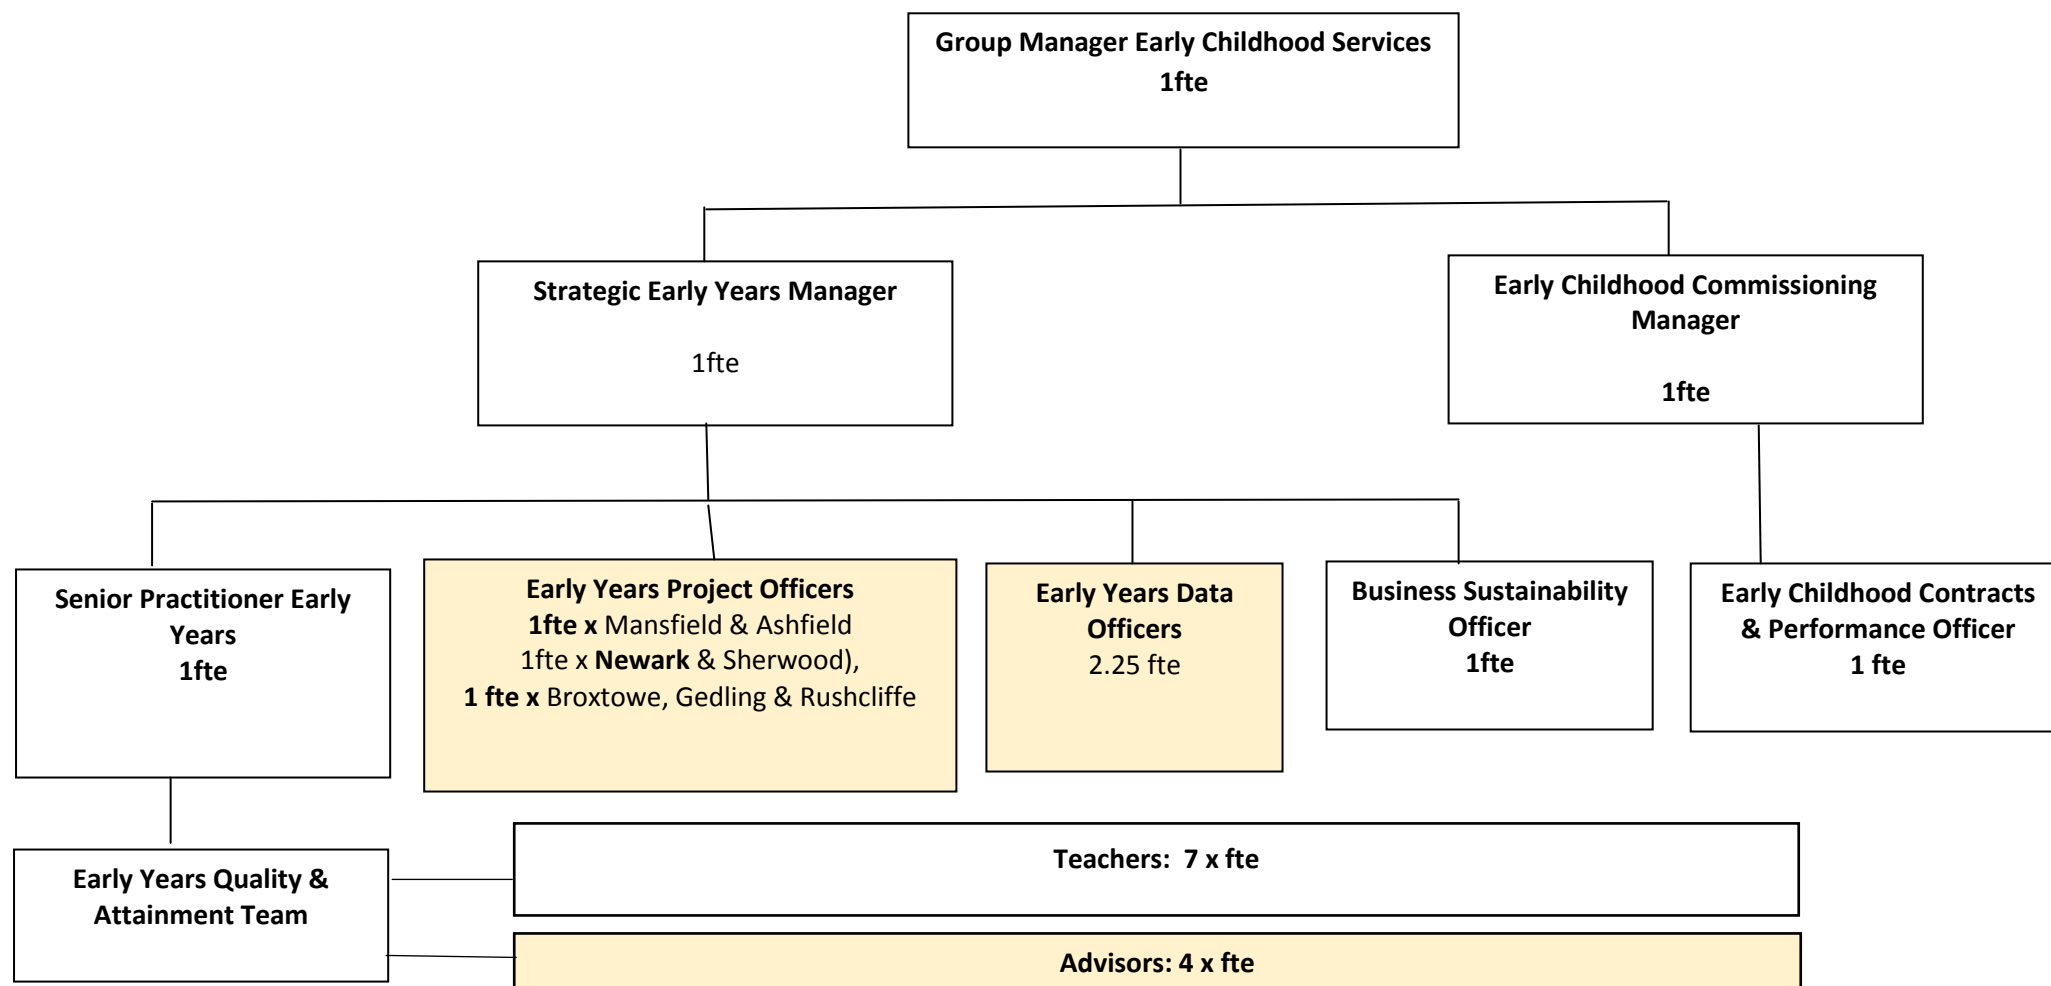 Group Manager Early Childhood Services
1fte
Strategic Early Years Manager
1fte
Early Childhood Commissioning
Manager
1fte
Senior Practitioner Early
Years
1fte
Early Years Project Officers
1fte x Mansfield & Ashfield
1fte x Newark & Sherwood),
1 fte x Broxtowe, Gedling & Rushcliffe
Early Years Data
Officers
2.25 fte
Business Sustainability
Officer
1fte
Early Childhood Contracts
& Performance Officer
1 fte
Early Years Quality &
Attainment Team
Teachers:  7 x fte
Advisors: 4 x fte